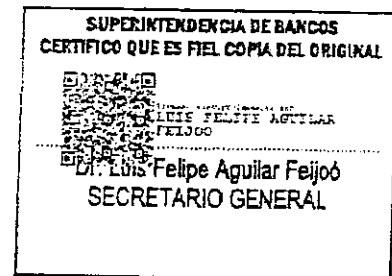 SUPERINTENDENCIA DE BANCOS
CERTIFICO QUE ES FIEL COPIA DEL ORIGINAL
LUIS FELIPE AGUILAR
FEIJOO
Dr. Luis Felipe Aguilar Feijoó
SECRETARIO GENERAL